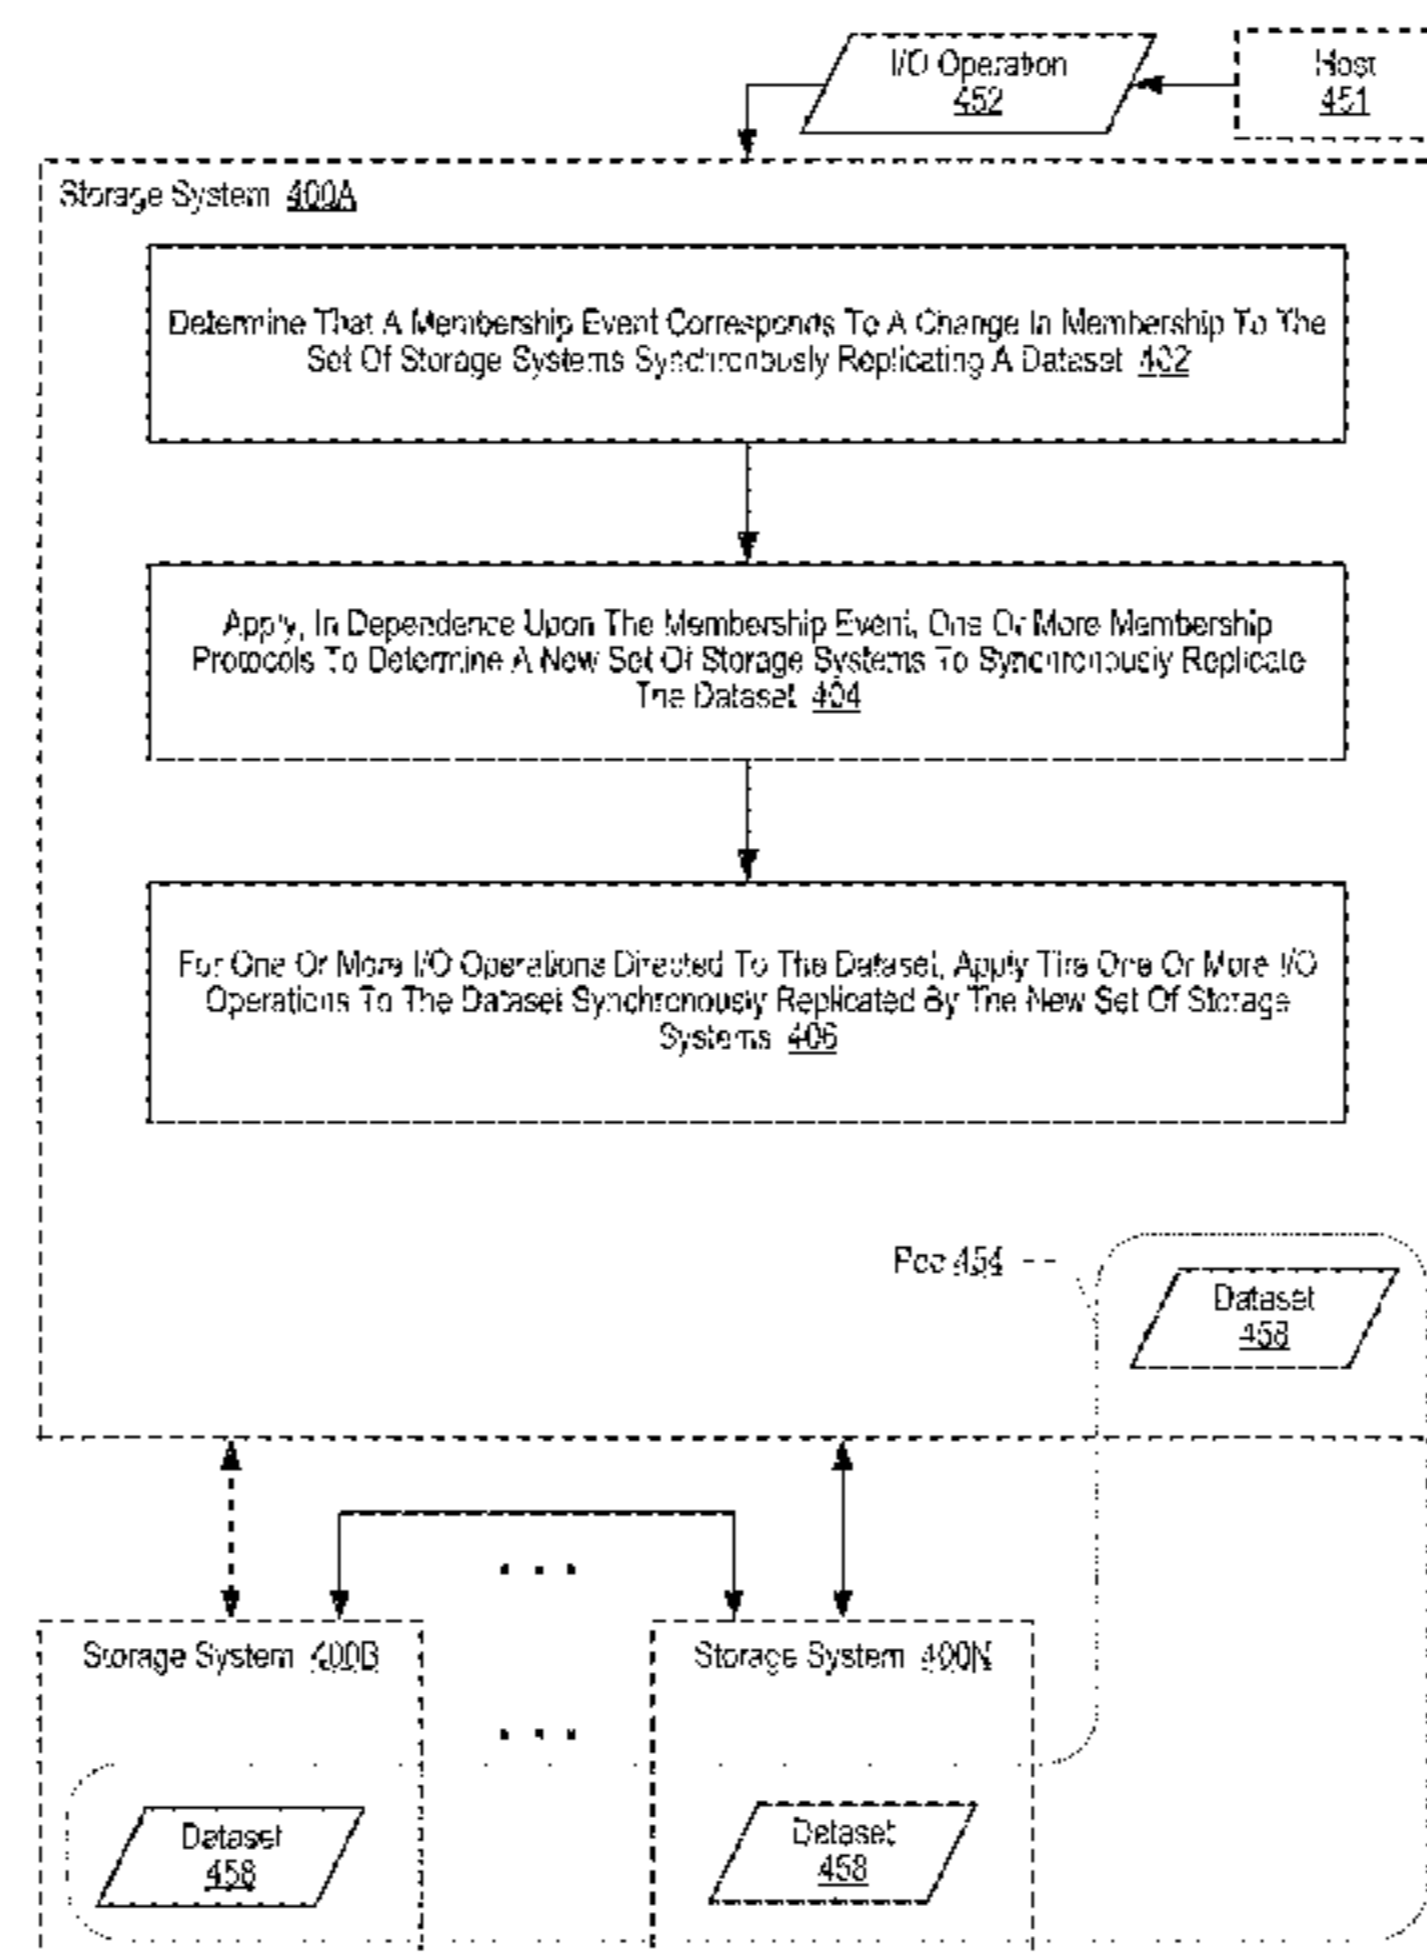 I/O Operation
452
Host
451
Storage System 400A
Determine That A Membership Event Corresponds To A Change In Membership To The
Set Of Storage Systems Synchronously Replicating A Dataset 402
Apply, In Dependence Upon The Membership Event, One Or More Membership
Protocols To Determine A New Set Of Storage Systems To Synchronously Replicate
The Dataset 404
For One Or More I/O Operations Directed To The Dataset, Apply The One Or More I/O
Operations To The Dataset Synchronously Replicated By The New Set Of Storage
Systems 406
Pod 454
Dataset
458
Storage System 400B
Storage System 400N
Dataset
458
Dataset
458